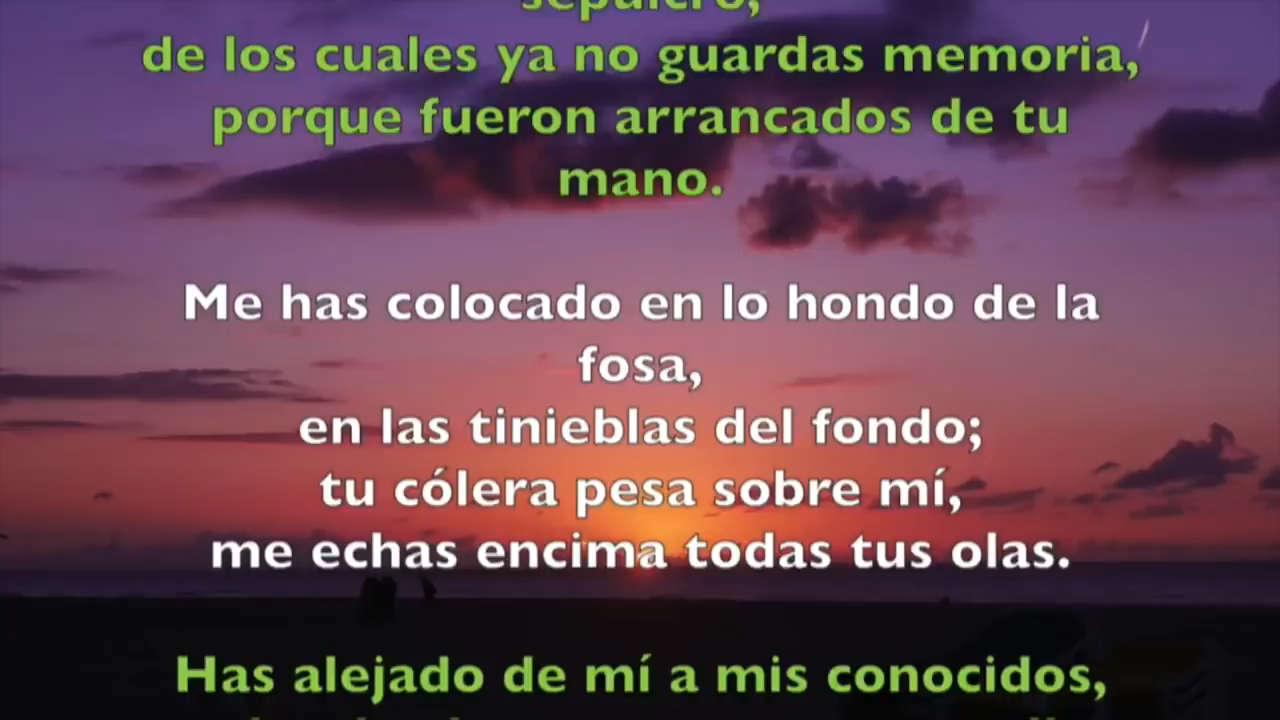 sepulcro,
de los cuales ya no guardas memoria,
porque fueron arrancados de tu
mano.
Me has colocado en lo hondo de la
fosa,
en las tinieblas del fondo;
tu cólera pesa sobre mí,
me echas encima todas tus olas.
Has alejado de mí a mis conocidos,